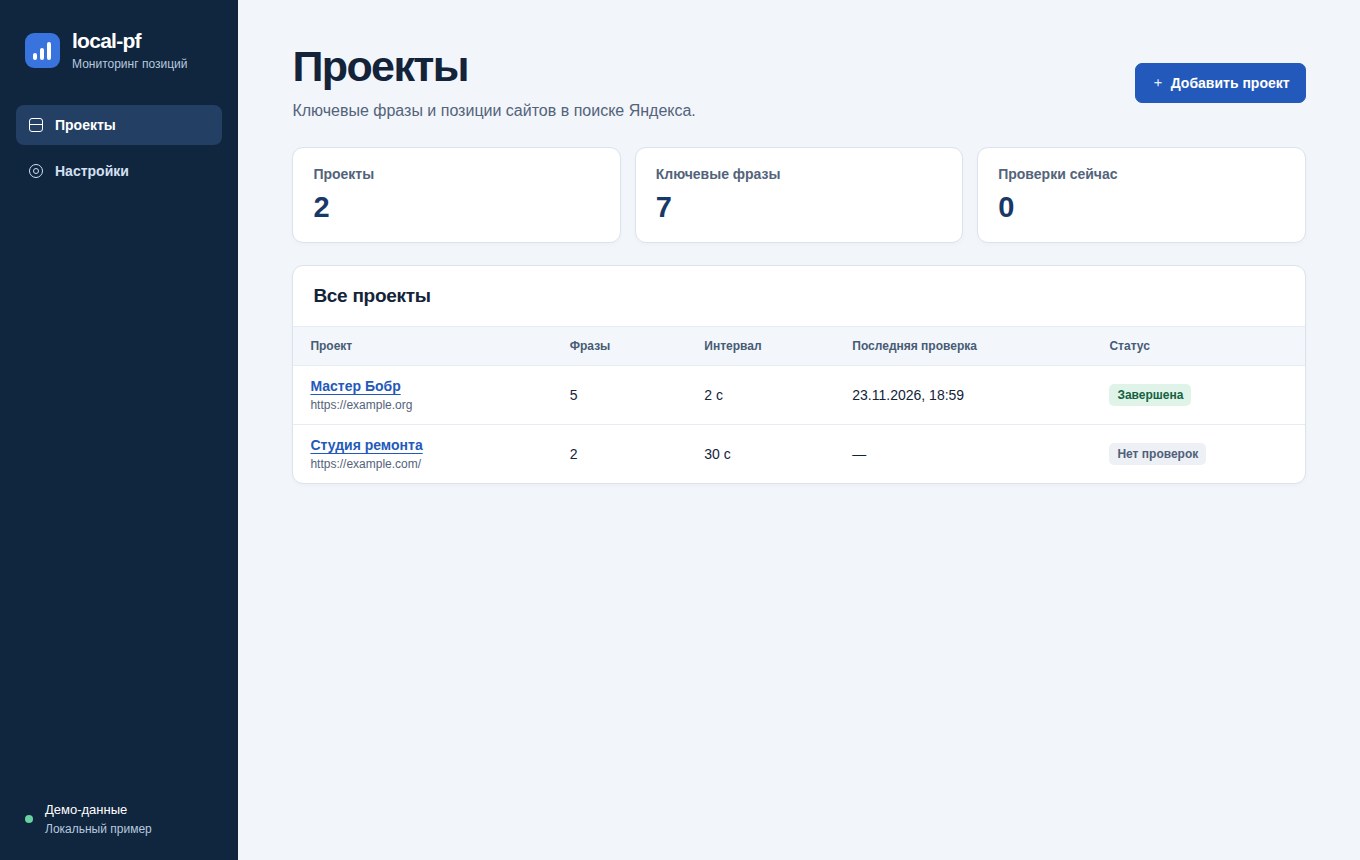 local-pf
Мониторинг позиций
Проекты
Настройки
Демо-данные
Локальный пример
Проекты
Ключевые фразы и позиции сайтов в поиске Яндекса.
+ Добавить проект
Проекты
2
Ключевые фразы
7
Проверки сейчас
0
Все проекты
Проект Фразы Интервал Последняя проверка Статус
Мастер Бобр
https://example.org
5 2 с 23.11.2026, 18:59 Завершена
Студия ремонта
https://example.com/
2 30 с — Нет проверок